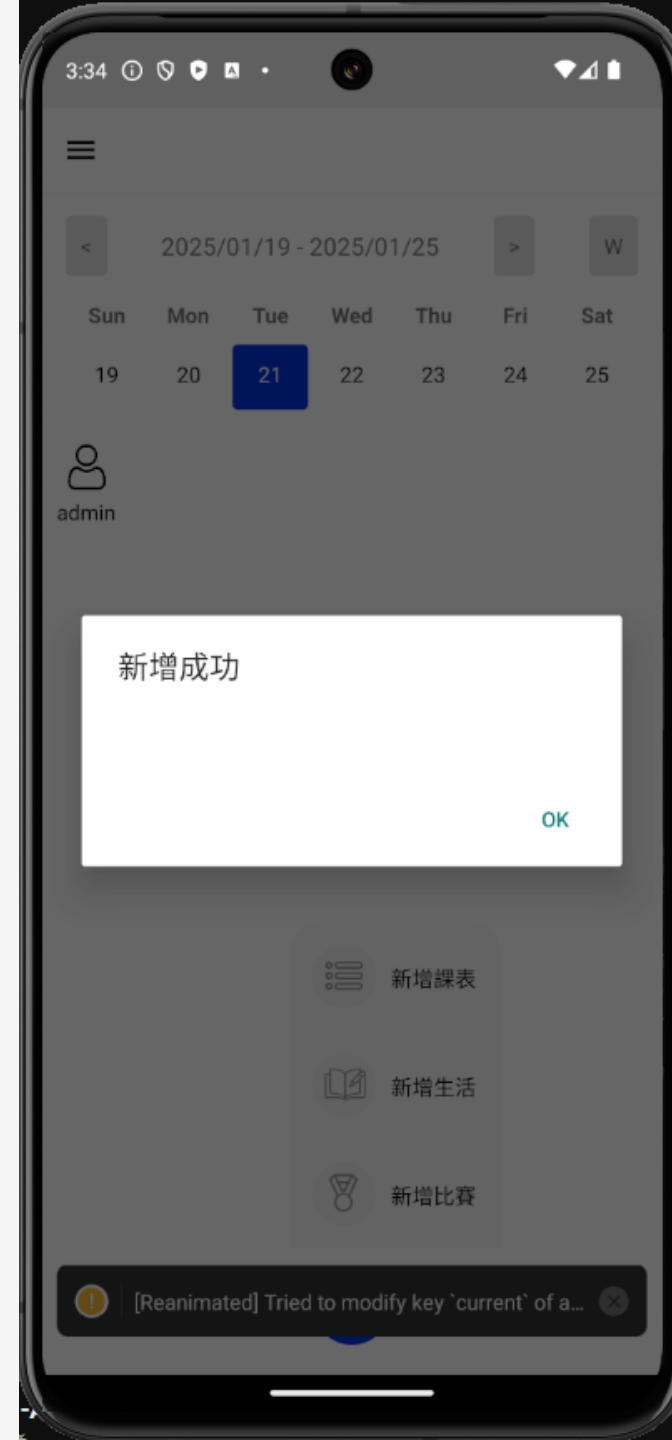 3:34
< 2025/01/19 - 2025/01/25 > W
Sun Mon Tue Wed Thu Fri Sat
19 20 21 22 23 24 25
admin
新增成功
OK
新增課表
新增生活
新增比賽
[Reanimated] Tried to modify key `current` of a...